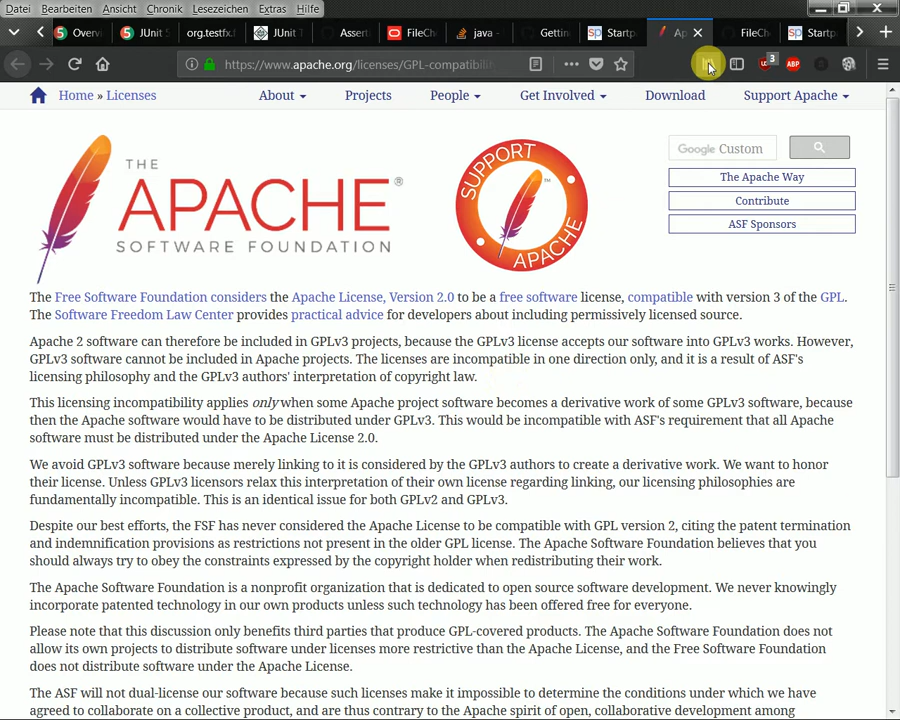 Datei Bearbeiten Ansicht Chronik Lesezeichen Extras Hilfe
Overvi JUnit 5 org.testfx. JUnit T Asserti FileCh java - Getting Startp Ap FileCh Startp
https://www.apache.org/licenses/GPL-compatibili 3 ABP
Home » Licenses About Projects People Get Involved Download Support Apache
THE
APACHE®
SOFTWARE FOUNDATION
SUPPORT
APACHE
TM
Google Custom
The Apache Way
Contribute
ASF Sponsors
The Free Software Foundation considers the Apache License, Version 2.0 to be a free software license, compatible with version 3 of the GPL.
The Software Freedom Law Center provides practical advice for developers about including permissively licensed source.
Apache 2 software can therefore be included in GPLv3 projects, because the GPLv3 license accepts our software into GPLv3 works. However,
GPLv3 software cannot be included in Apache projects. The licenses are incompatible in one direction only, and it is a result of ASF's
licensing philosophy and the GPLv3 authors' interpretation of copyright law.
This licensing incompatibility applies only when some Apache project software becomes a derivative work of some GPLv3 software, because
then the Apache software would have to be distributed under GPLv3. This would be incompatible with ASF's requirement that all Apache
software must be distributed under the Apache License 2.0.
We avoid GPLv3 software because merely linking to it is considered by the GPLv3 authors to create a derivative work. We want to honor
their license. Unless GPLv3 licensors relax this interpretation of their own license regarding linking, our licensing philosophies are
fundamentally incompatible. This is an identical issue for both GPLv2 and GPLv3.
Despite our best efforts, the FSF has never considered the Apache License to be compatible with GPL version 2, citing the patent termination
and indemnification provisions as restrictions not present in the older GPL license. The Apache Software Foundation believes that you
should always try to obey the constraints expressed by the copyright holder when redistributing their work.
The Apache Software Foundation is a nonprofit organization that is dedicated to open source software development. We never knowingly
incorporate patented technology in our own products unless such technology has been offered free for everyone.
Please note that this discussion only benefits third parties that produce GPL-covered products. The Apache Software Foundation does not
allow its own projects to distribute software under licenses more restrictive than the Apache License, and the Free Software Foundation
does not distribute software under the Apache License.
The ASF will not dual-license our software because such licenses make it impossible to determine the conditions under which we have
agreed to collaborate on a collective product, and are thus contrary to the Apache spirit of open, collaborative development among